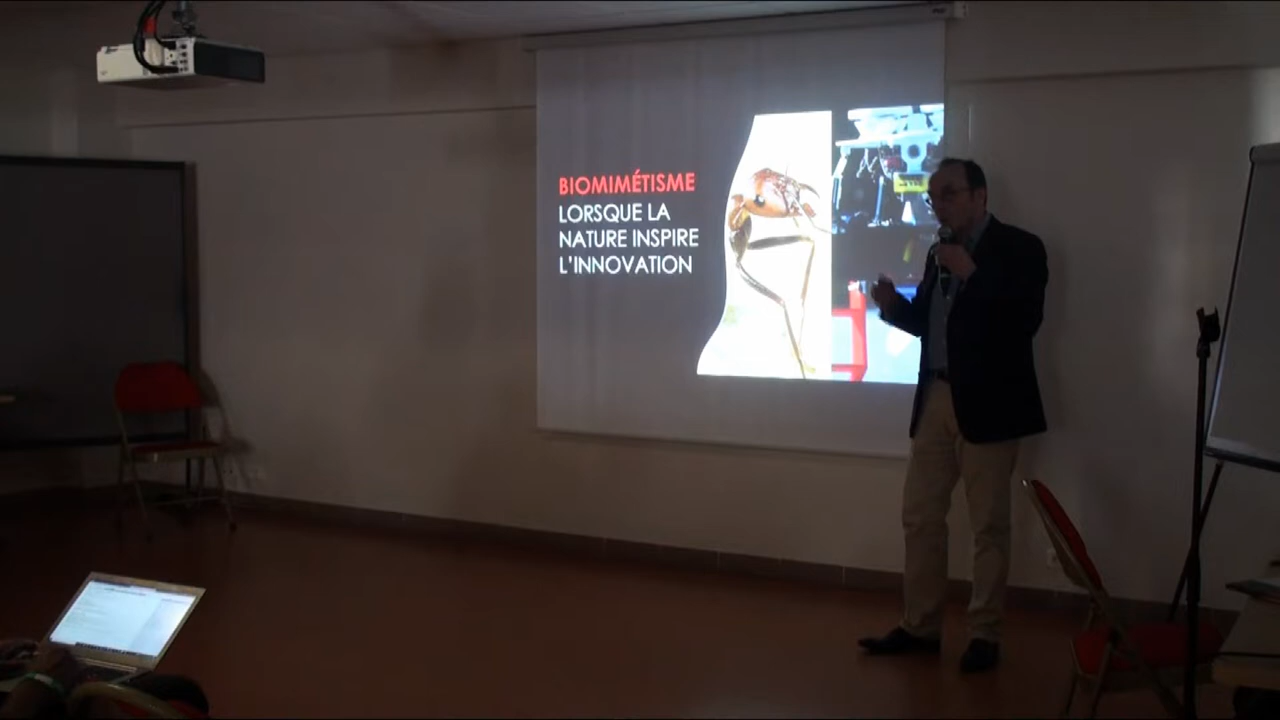 BIOMIMÉTISME
LORSQUE LA
NATURE INSPIRE
L'INNOVATION